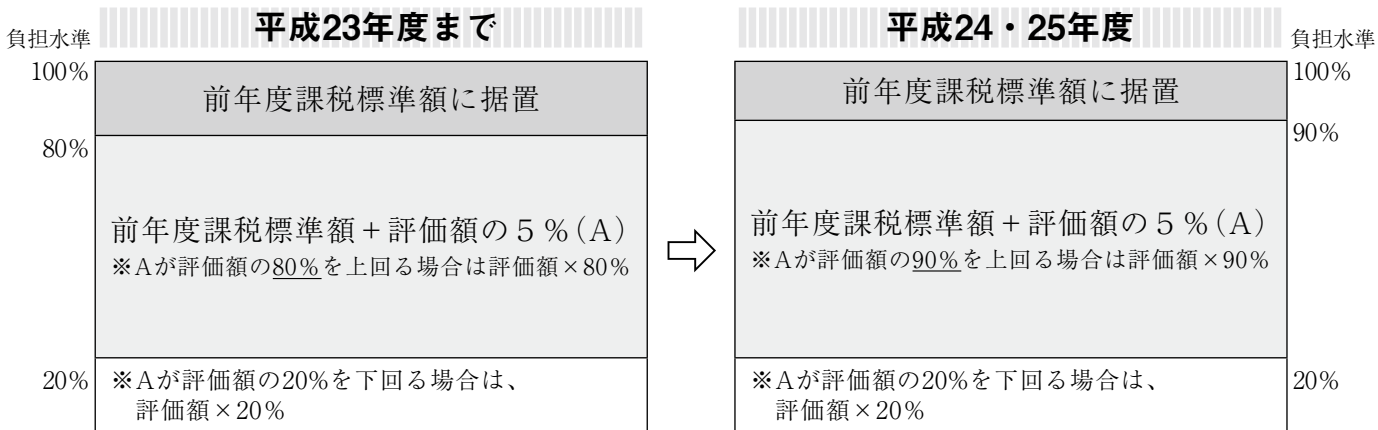 平成23年度まで
負担水準
100%
前年度課税標準額に据置
80%
前年度課税標準額+評価額の5%(A)
※Aが評価額の80%を上回る場合は評価額×80%
20%
※Aが評価額の20%を下回る場合は、
評価額×20%
平成24・25年度
負担水準
100%
前年度課税標準額に据置
90%
前年度課税標準額+評価額の5%(A)
※Aが評価額の90%を上回る場合は評価額×90%
※Aが評価額の20%を下回る場合は、
20%
評価額×20%